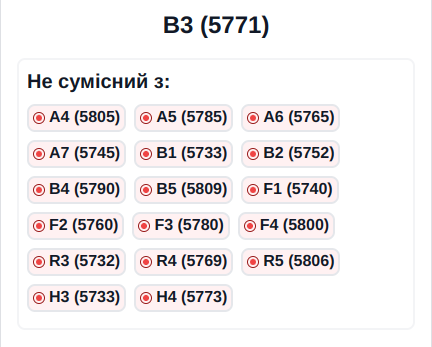 B3 (5771)
Не сумісний з:
A4 (5805) A5 (5785) A6 (5765)
A7 (5745) B1 (5733) B2 (5752)
B4 (5790) B5 (5809) F1 (5740)
F2 (5760) F3 (5780) F4 (5800)
R3 (5732) R4 (5769) R5 (5806)
H3 (5733) H4 (5773)